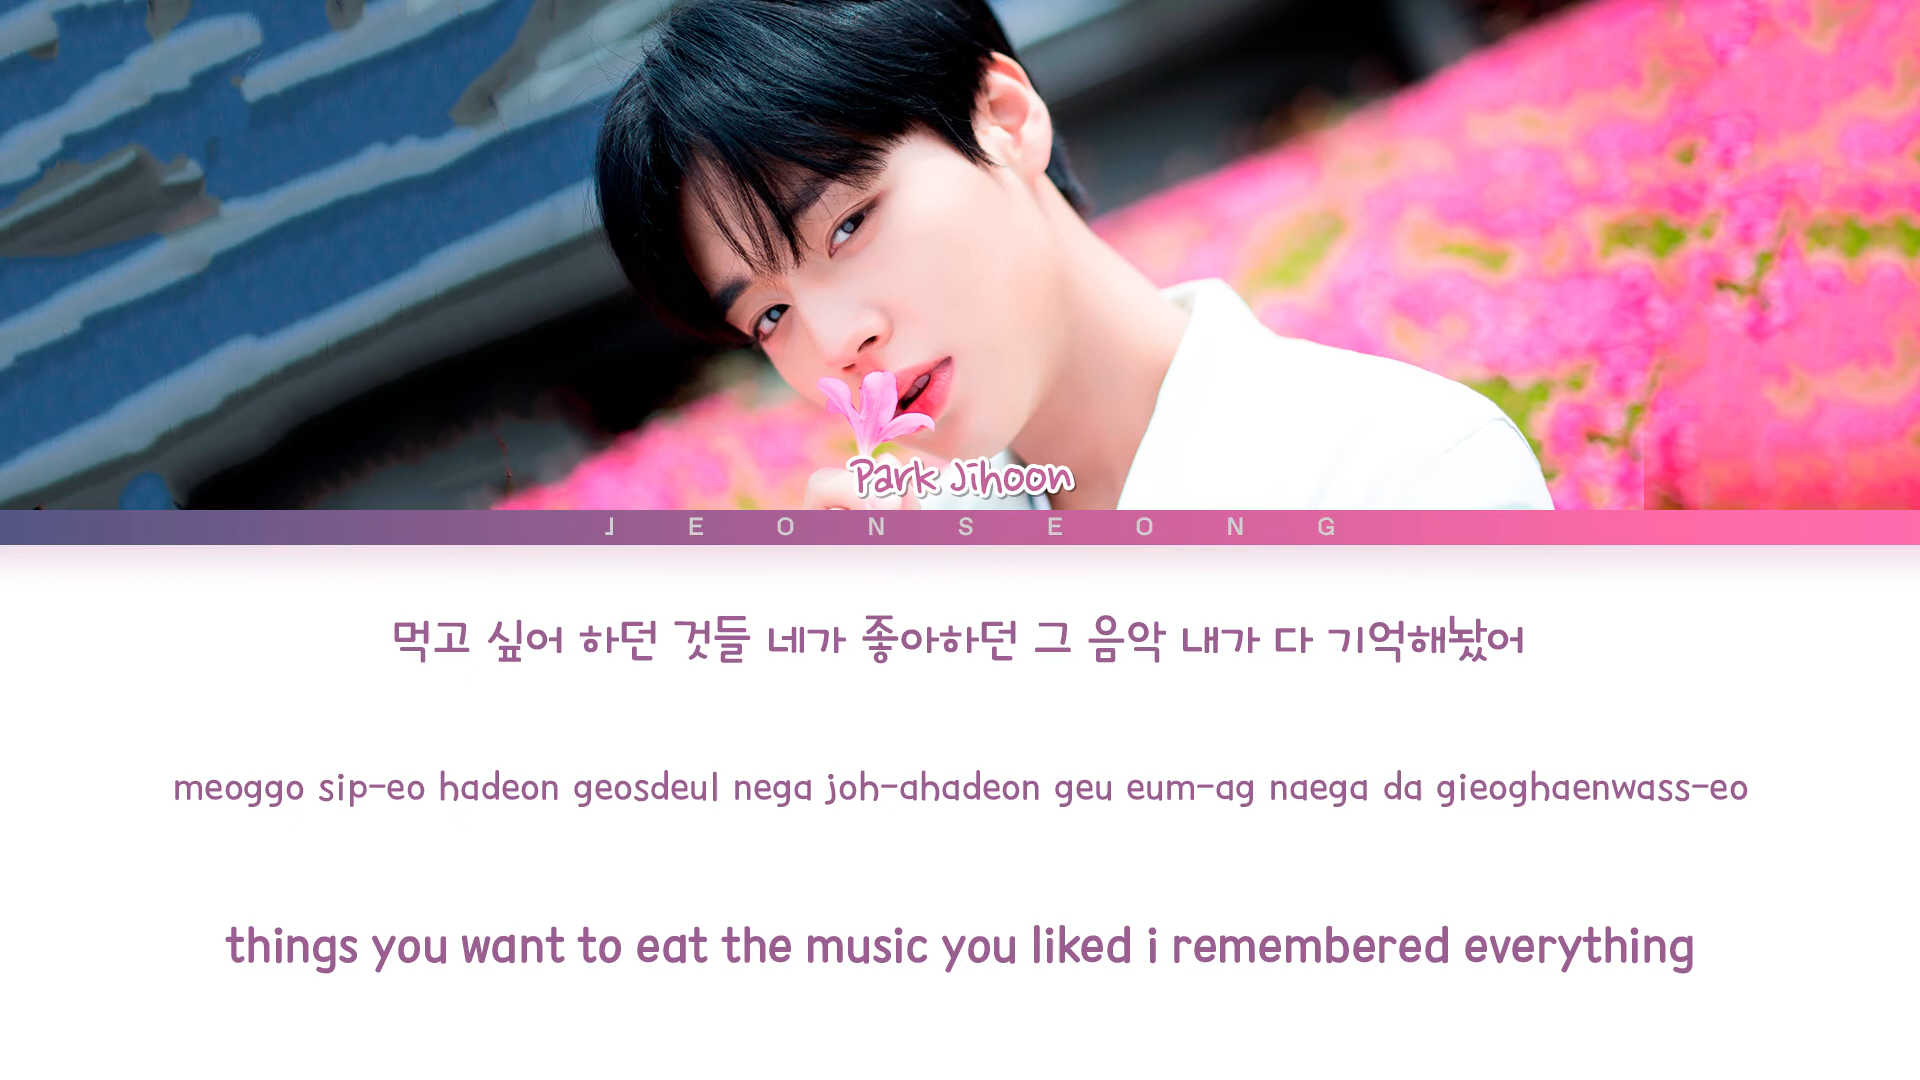 Park Jihoon
JEONSEONG
먹고 싶어 하던 것들 네가 좋아하던 그 음악 내가 다 기억해놨어
meoggo sip-eo hadeon geosdeul nega joh-ahadeon geu eum-ag naega da gieoghaenwass-eo
things you want to eat the music you liked i remembered everything